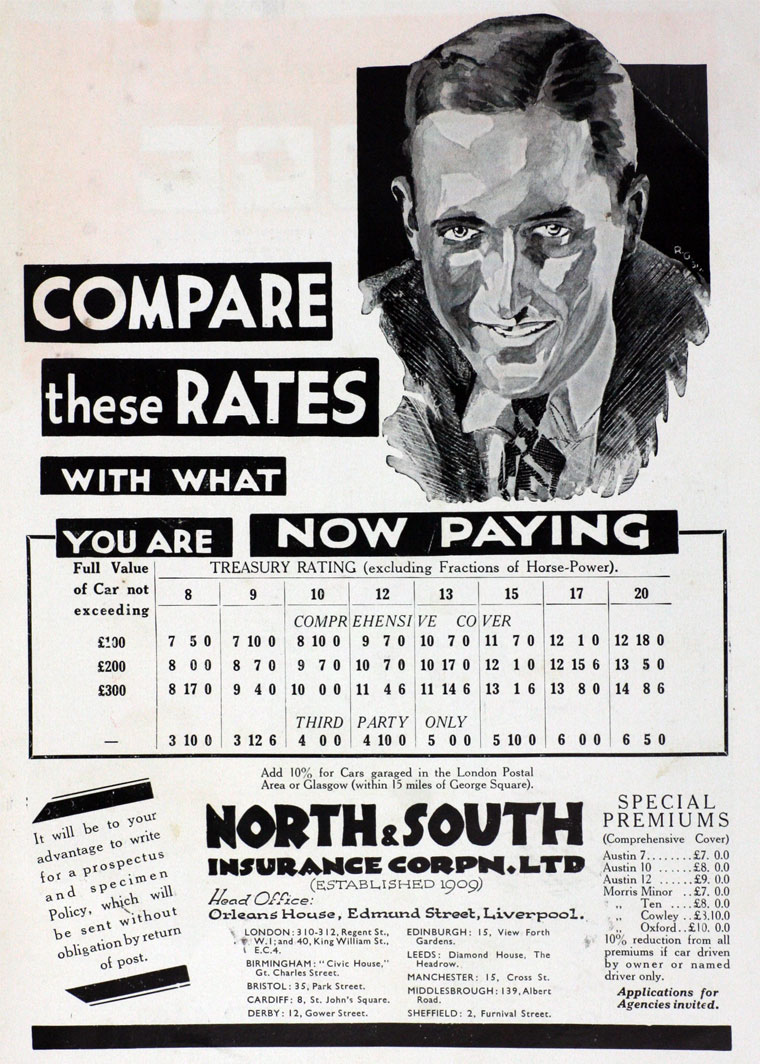 COMPARE
these RATES
WITH WHAT
YOU ARE NOW PAYING
Full Value of Car not exceeding
TREASURY RATING (excluding Fractions of Horse-Power).
8 9 10 12 13 15 17 20
COMPREHENSIVE COVER
£100 7 5 0 7 10 0 8 10 0 9 7 0 10 7 0 11 7 0 12 1 0 12 18 0
£200 8 0 0 8 7 0 9 7 0 10 7 0 10 17 0 12 1 0 12 15 6 13 5 0
£300 8 17 0 9 4 0 10 0 0 11 4 6 11 14 6 13 1 6 13 8 0 14 8 6
THIRD PARTY ONLY
— 3 10 0 3 12 6 4 0 0 4 10 0 5 0 0 5 10 0 6 0 0 6 5 0
Add 10% for Cars garaged in the London Postal
Area or Glasgow (within 15 miles of George Square).
It will be to your
advantage to write
for a prospectus
and specimen
Policy, which will
be sent without
obligation by return
of post.
NORTH & SOUTH
INSURANCE CORPN. LTD
(ESTABLISHED 1909)
Head Office:
Orleans House, Edmund Street, Liverpool.
LONDON: 310-312, Regent St.,
W.1; and 40, King William St.,
E.C.4.
BIRMINGHAM: "Civic House,"
Gt. Charles Street.
BRISTOL: 35, Park Street.
CARDIFF: 8, St. John's Square.
DERBY: 12, Gower Street.
EDINBURGH: 15, View Forth
Gardens.
LEEDS: Diamond House, The
Headrow.
MANCHESTER: 15, Cross St.
MIDDLESBROUGH: 139, Albert
Road.
SHEFFIELD: 2, Furnival Street.
SPECIAL
PREMIUMS
(Comprehensive Cover)
Austin 7.......£7. 0.0
Austin 10 ......£8. 0.0
Austin 12 ......£9. 0.0
Morris Minor ..£7. 0.0
,, Ten ....£8. 0.0
,, Cowley ..£3.10.0
,, Oxford..£10. 0.0
10% reduction from all
premiums if car driven
by owner or named
driver only.
Applications for
Agencies invited.